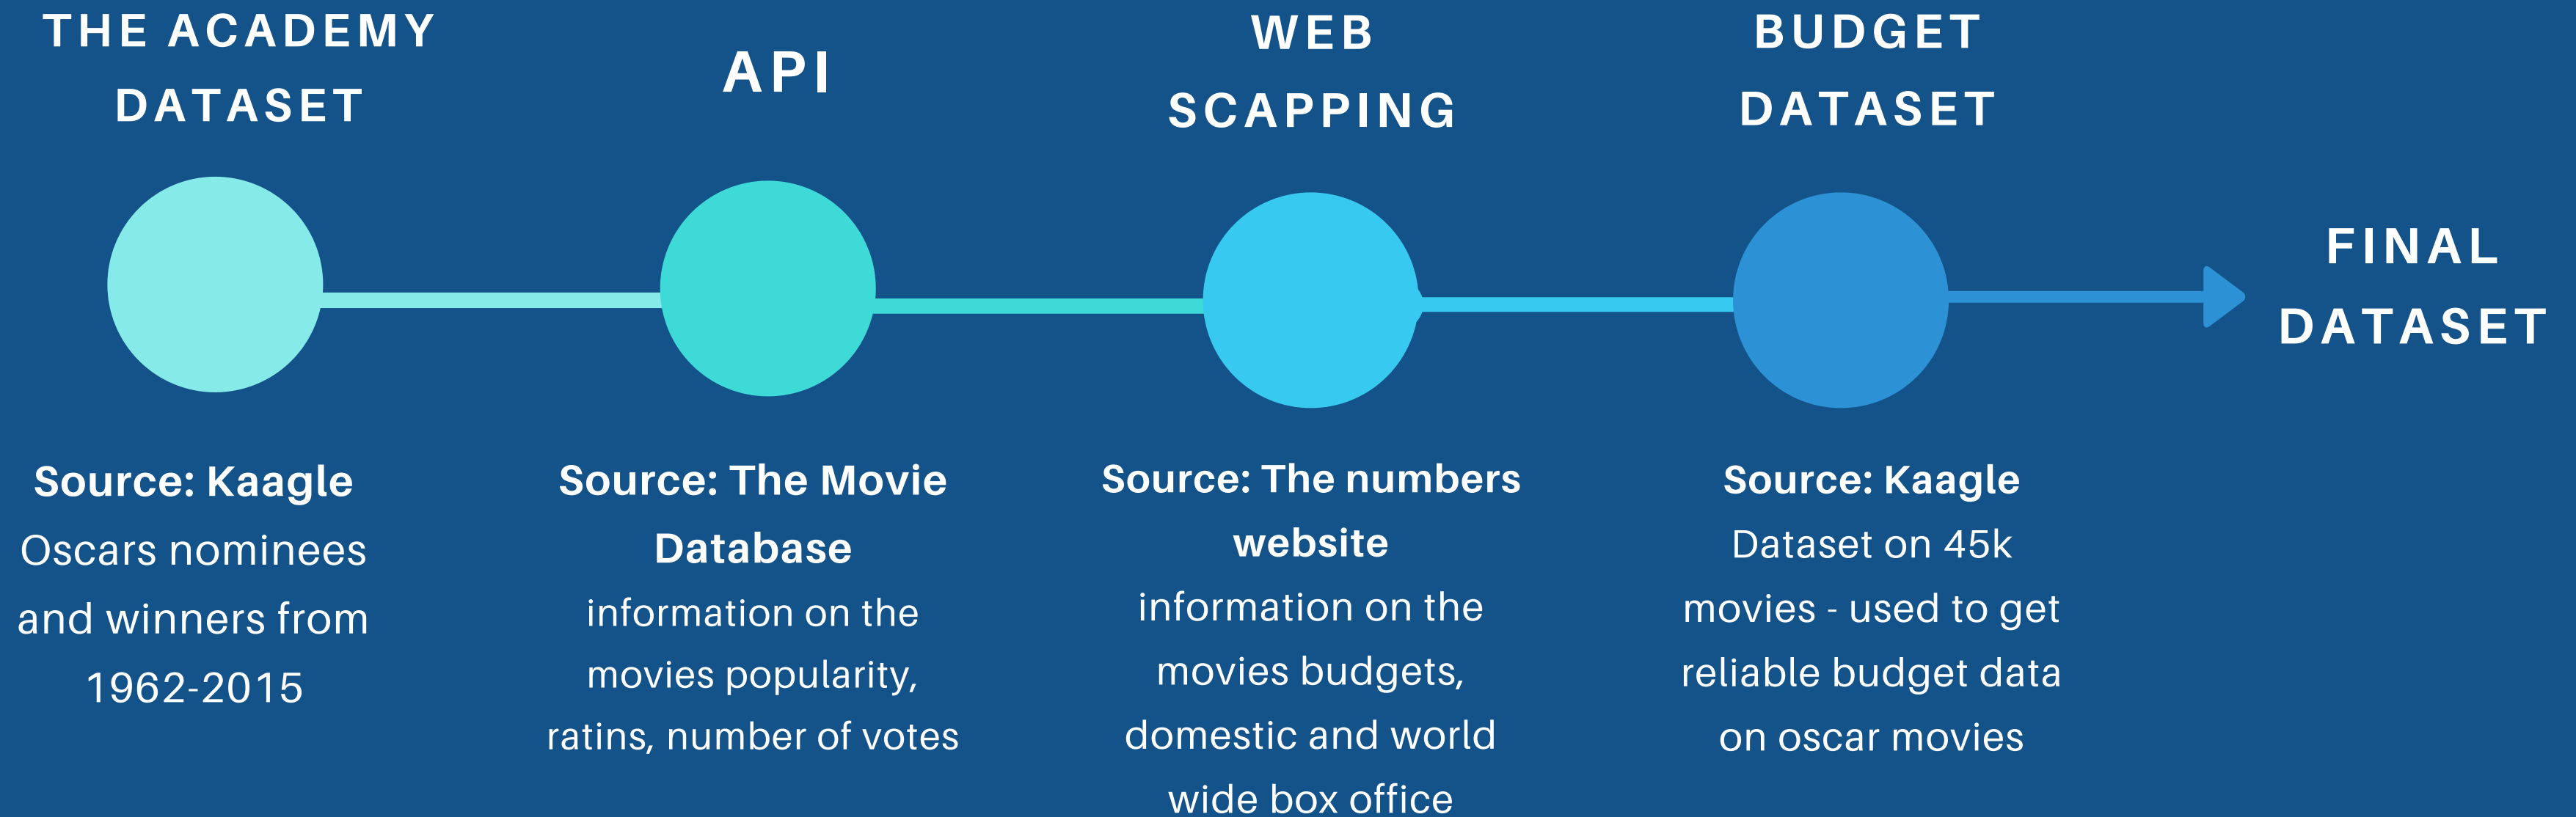 THE ACADEMY
DATASET
API
WEB
SCAPPING
BUDGET
DATASET
FINAL
DATASET
Source: Kaagle
Oscars nominees
and winners from
1962-2015
Source: The Movie
Database
information on the
movies popularity,
ratins, number of votes
Source: The numbers
website
information on the
movies budgets,
domestic and world
wide box office
Source: Kaagle
Dataset on 45k
movies - used to get
reliable budget data
on oscar movies